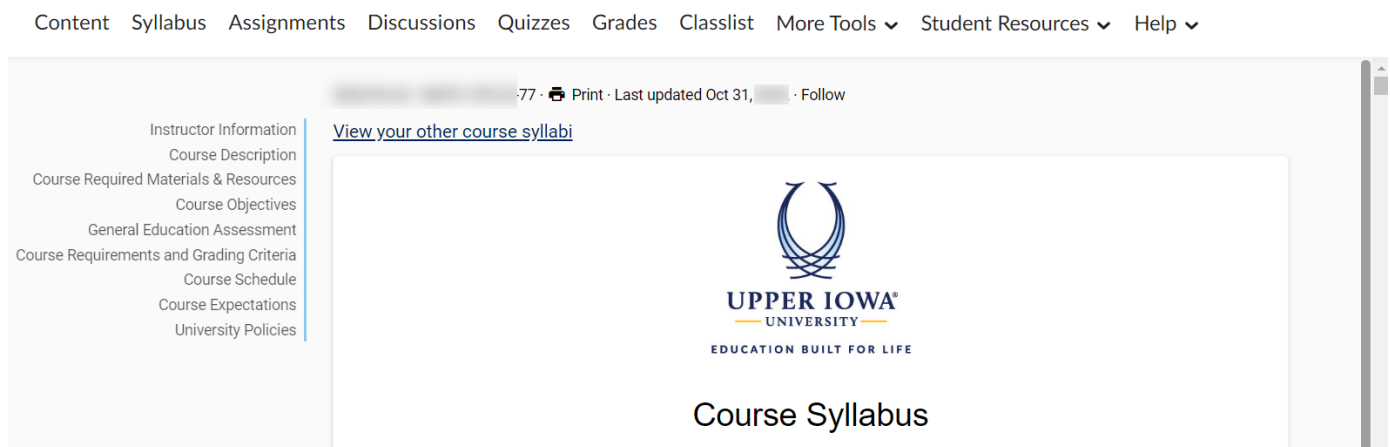 Content Syllabus Assignments Discussions Quizzes Grades Classlist More Tools Student Resources Help
-77 · Print · Last updated Oct 31, · Follow
View your other course syllabi
Instructor Information
Course Description
Course Required Materials & Resources
Course Objectives
General Education Assessment
Course Requirements and Grading Criteria
Course Schedule
Course Expectations
University Policies
UPPER IOWA®
UNIVERSITY
EDUCATION BUILT FOR LIFE
Course Syllabus